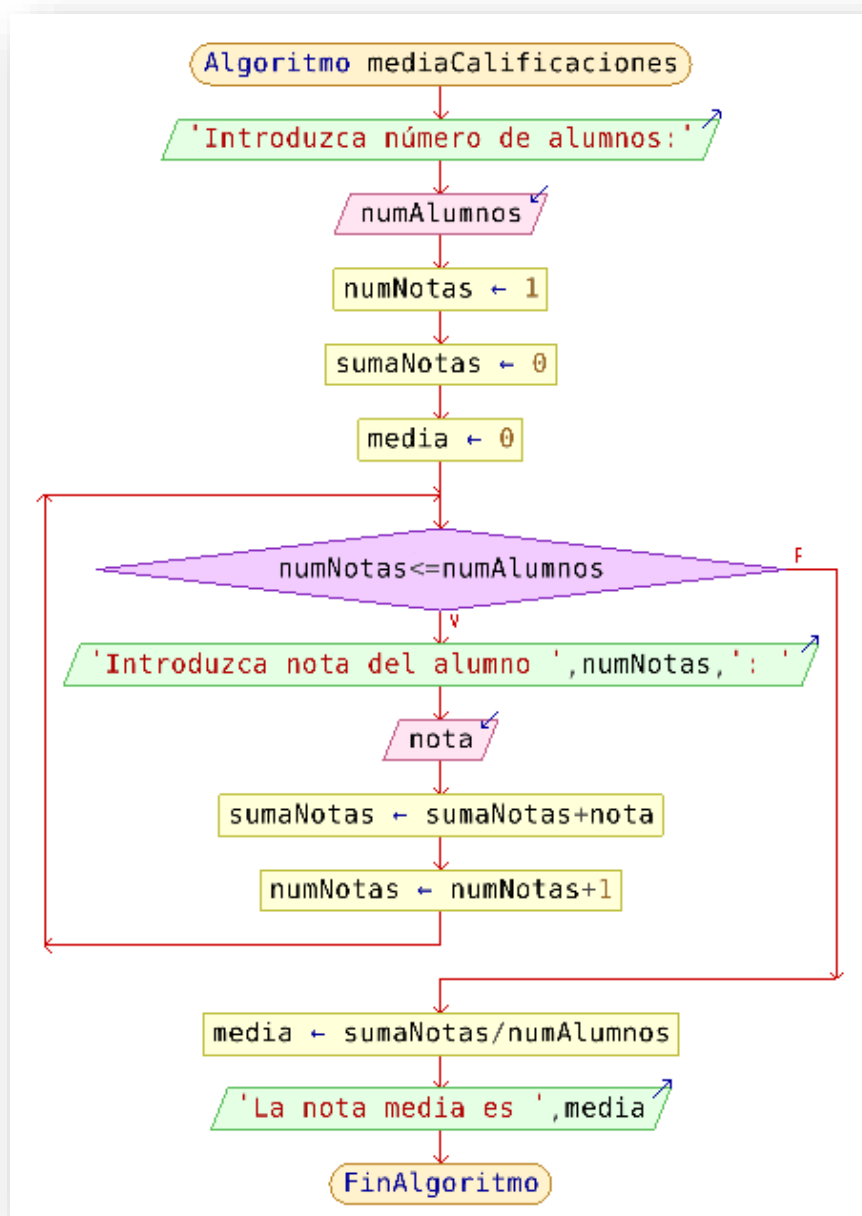 Algoritmo mediaCalificaciones
'Introduzca número de alumnos:'
numAlumnos
numNotas ← 1
sumaNotas ← 0
media ← 0
numNotas<=numAlumnos
F
V
'Introduzca nota del alumno ',numNotas,': '
nota
sumaNotas ← sumaNotas+nota
numNotas ← numNotas+1
media ← sumaNotas/numAlumnos
'La nota media es ',media
FinAlgoritmo